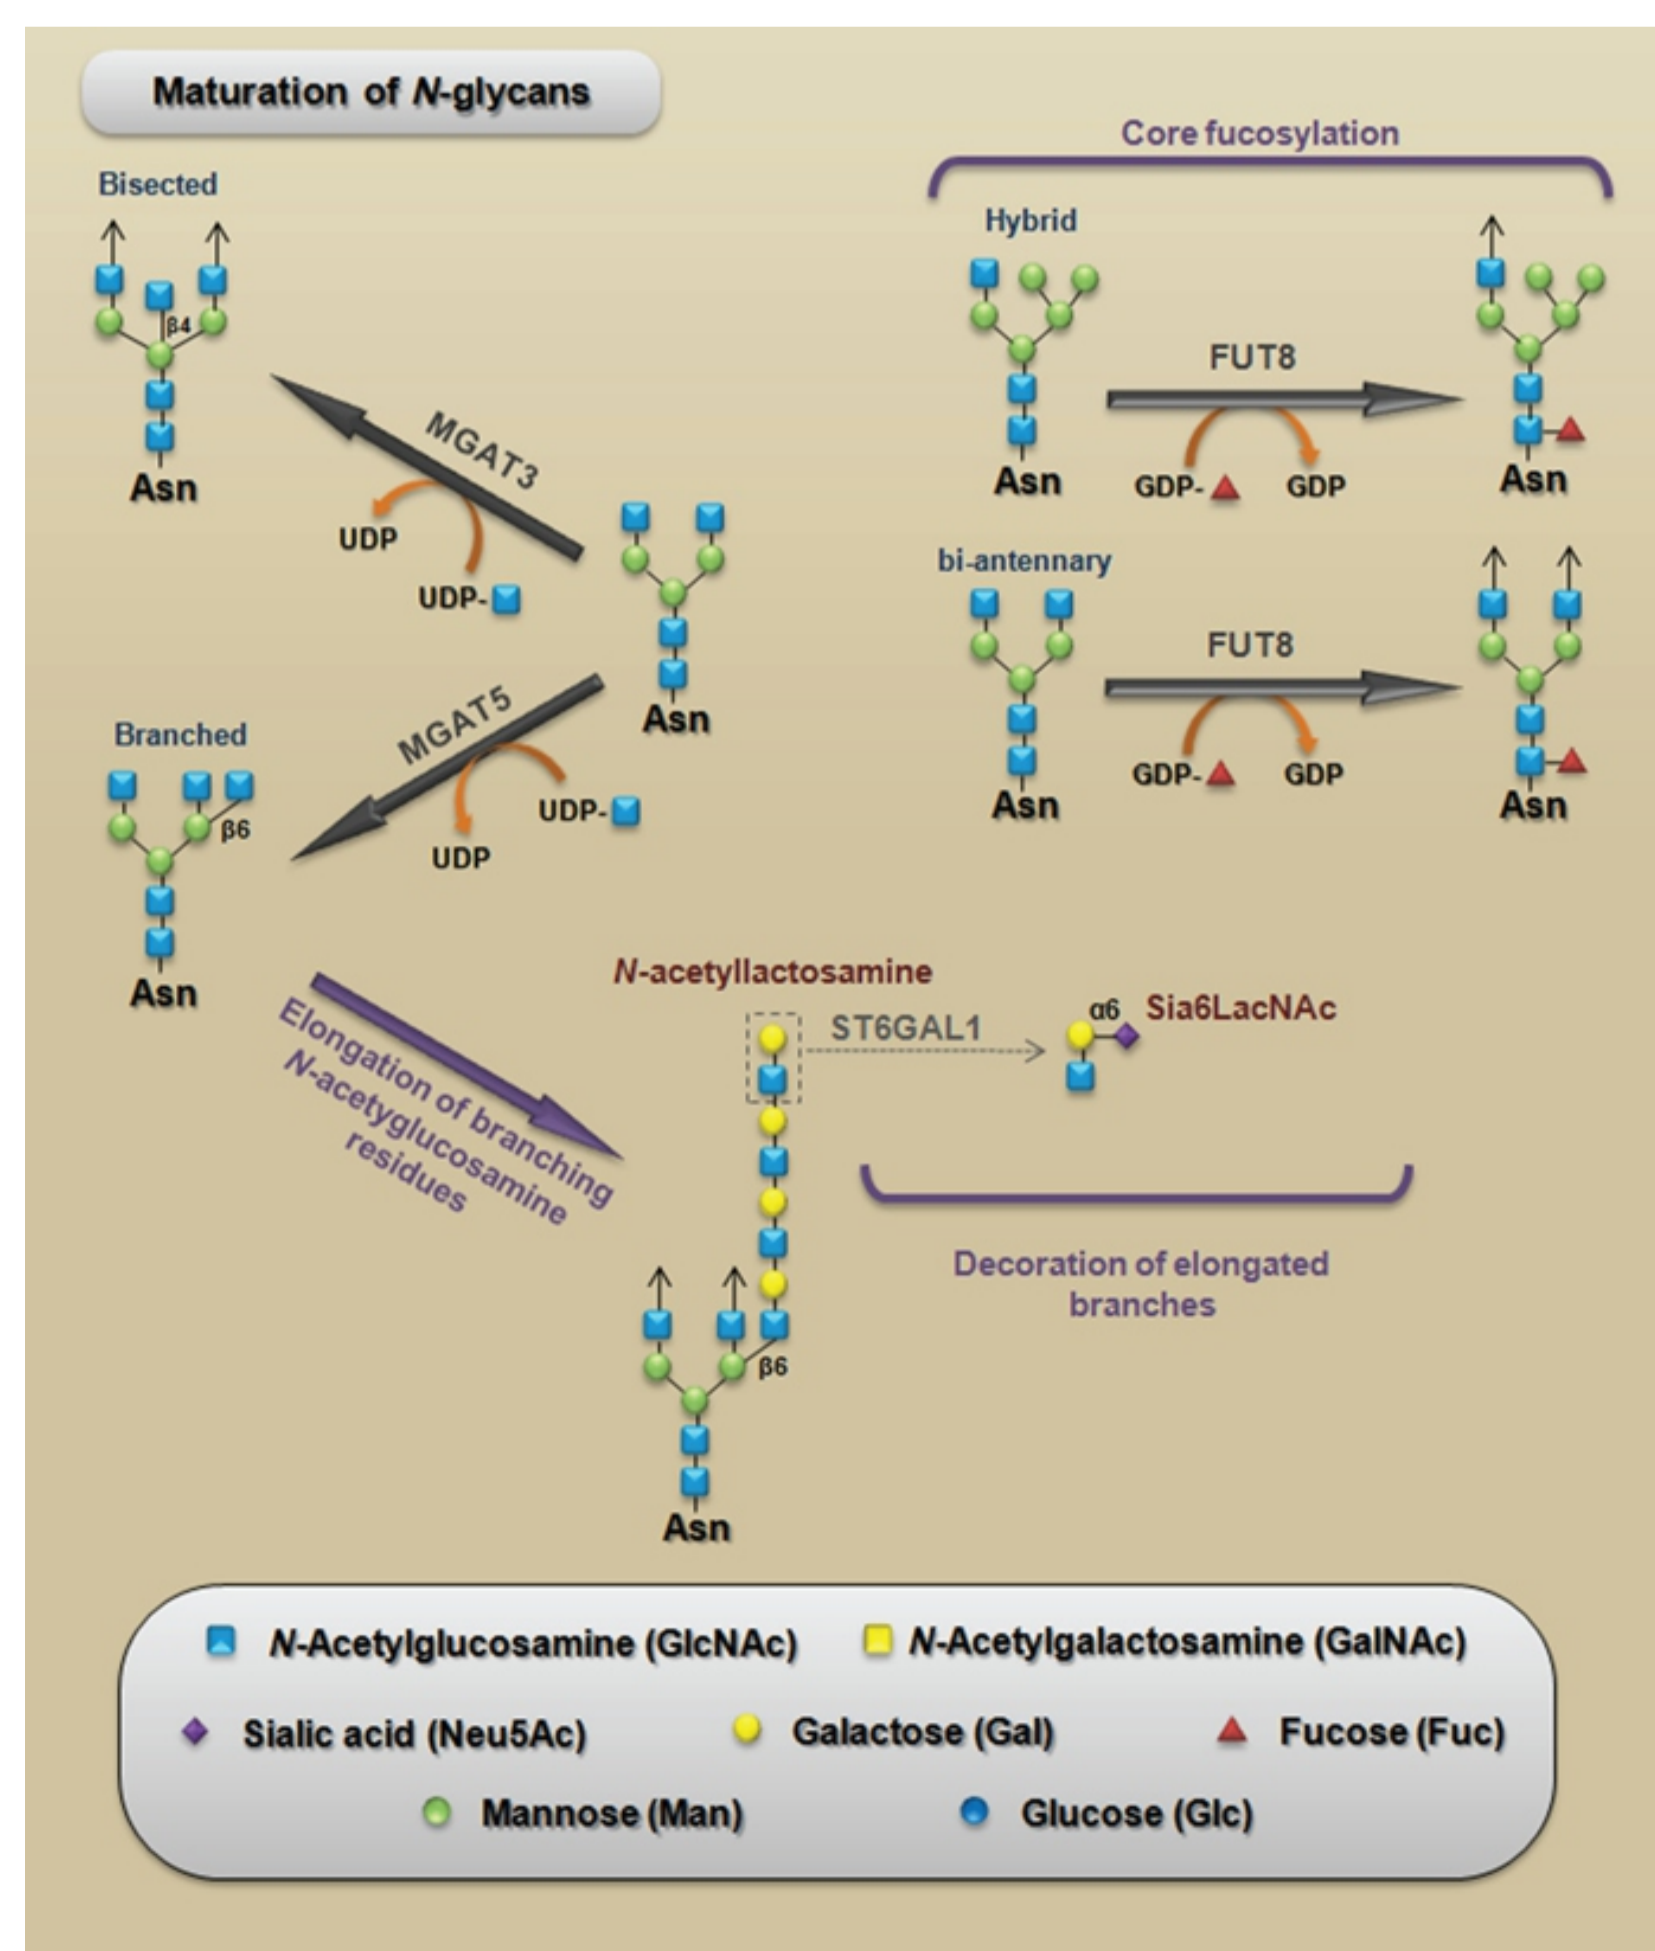 Maturation of N-glycans
Core fucosylation
Bisected
β4
Asn
MGAT3
UDP
UDP-
Asn
MGAT5
UDP-
UDP
Branched
β6
Asn
Hybrid
Asn
FUT8
GDP-
GDP
Asn
bi-antennary
Asn
FUT8
GDP-
GDP
Asn
Elongation of branching
N-acetyglucosamine
residues
N-acetyllactosamine
ST6GAL1
α6
Sia6LacNAc
Decoration of elongated
branches
β6
Asn
N-Acetylglucosamine (GlcNAc)
N-Acetylgalactosamine (GalNAc)
Sialic acid (Neu5Ac)
Galactose (Gal)
Fucose (Fuc)
Mannose (Man)
Glucose (Glc)